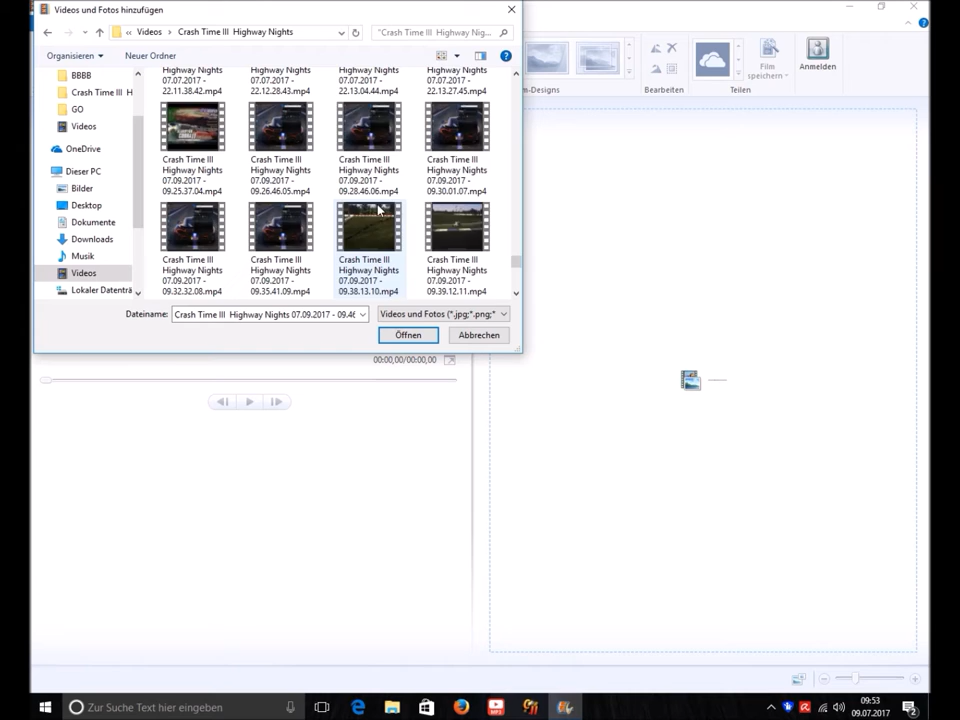 Videos und Fotos hinzufügen
Videos
Crash Time III Highway Nights
"Crash Time III Highway Nig...
Organisieren
Neuer Ordner
BBBB
Crash Time III H
GO
Videos
OneDrive
Dieser PC
Bilder
Desktop
Dokumente
Downloads
Musik
Videos
Lokaler Datenträ
Highway Nights
07.07.2017 -
22.11.38.42.mp4
Highway Nights
07.07.2017 -
22.12.28.43.mp4
Highway Nights
07.07.2017 -
22.13.04.44.mp4
Highway Nights
07.07.2017 -
22.13.27.45.mp4
Crash Time III
Highway Nights
07.09.2017 -
09.25.37.04.mp4
Crash Time III
Highway Nights
07.09.2017 -
09.26.46.05.mp4
Crash Time III
Highway Nights
07.09.2017 -
09.28.46.06.mp4
Crash Time III
Highway Nights
07.09.2017 -
09.30.01.07.mp4
Crash Time III
Highway Nights
07.09.2017 -
09.32.32.08.mp4
Crash Time III
Highway Nights
07.09.2017 -
09.35.41.09.mp4
Crash Time III
Highway Nights
07.09.2017 -
09.38.13.10.mp4
Crash Time III
Highway Nights
07.09.2017 -
09.39.12.11.mp4
Dateiname:
Crash Time III Highway Nights 07.09.2017 - 09.46
Videos und Fotos (*.jpg;*.png;*
Öffnen
Abbrechen
m-Designs
Bearbeiten
Film
speichern
Teilen
Anmelden
00:00,00/00:00,00
Zur Suche Text hier eingeben
MP3
09:53
09.07.2017
2